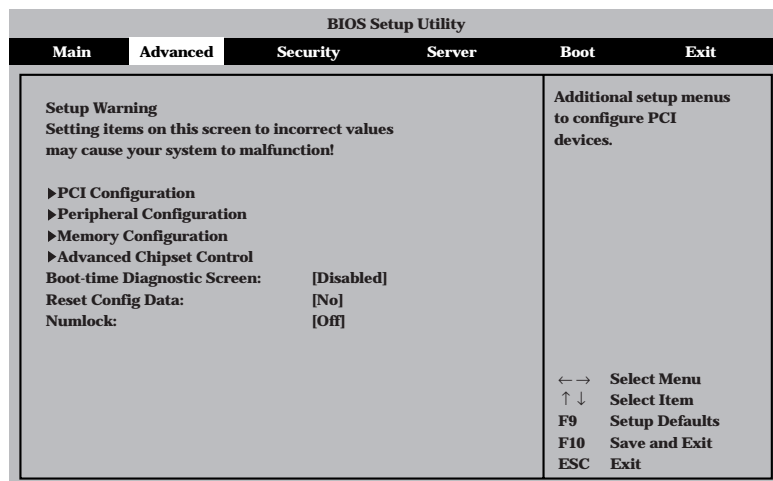 BIOS Setup Utility
Main Advanced Security Server Boot Exit
Setup Warning
Setting items on this screen to incorrect values
may cause your system to malfunction!
▶PCI Configuration
▶Peripheral Configuration
▶Memory Configuration
▶Advanced Chipset Control
Boot-time Diagnostic Screen: [Disabled]
Reset Config Data: [No]
Numlock: [Off]
Additional setup menus
to configure PCI
devices.
←→ Select Menu
↑↓ Select Item
F9 Setup Defaults
F10 Save and Exit
ESC Exit